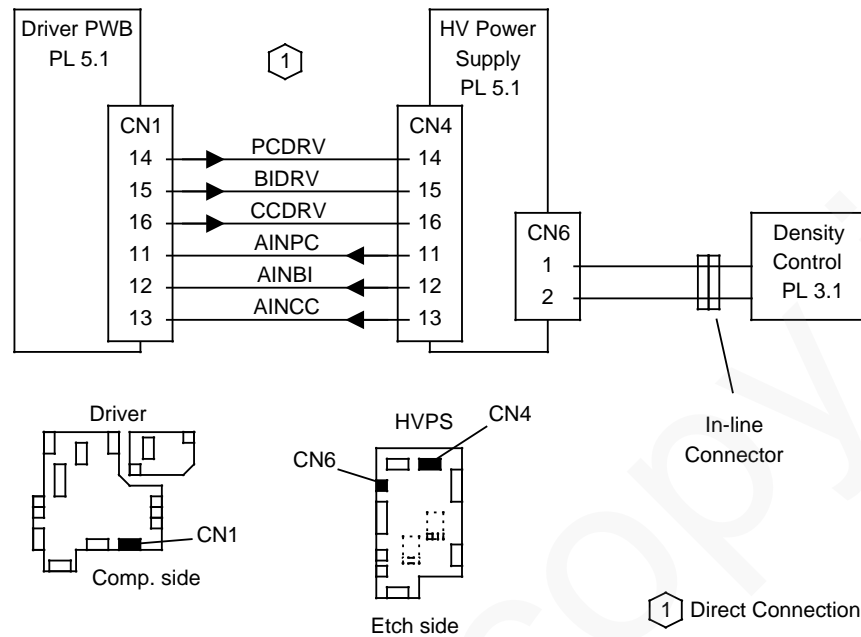 Driver PWB
PL 5.1
1
HV Power
Supply
PL 5.1
CN1
CN4
14 PCDRV 14
15 BIDRV 15
16 CCDRV 16
11 AINPC 11
12 AINBI 12
13 AINCC 13
CN6
1
2
Density
Control
PL 3.1
In-line
Connector
Driver
CN1
Comp. side
HVPS
CN4
CN6
Etch side
1 Direct Connection
copy